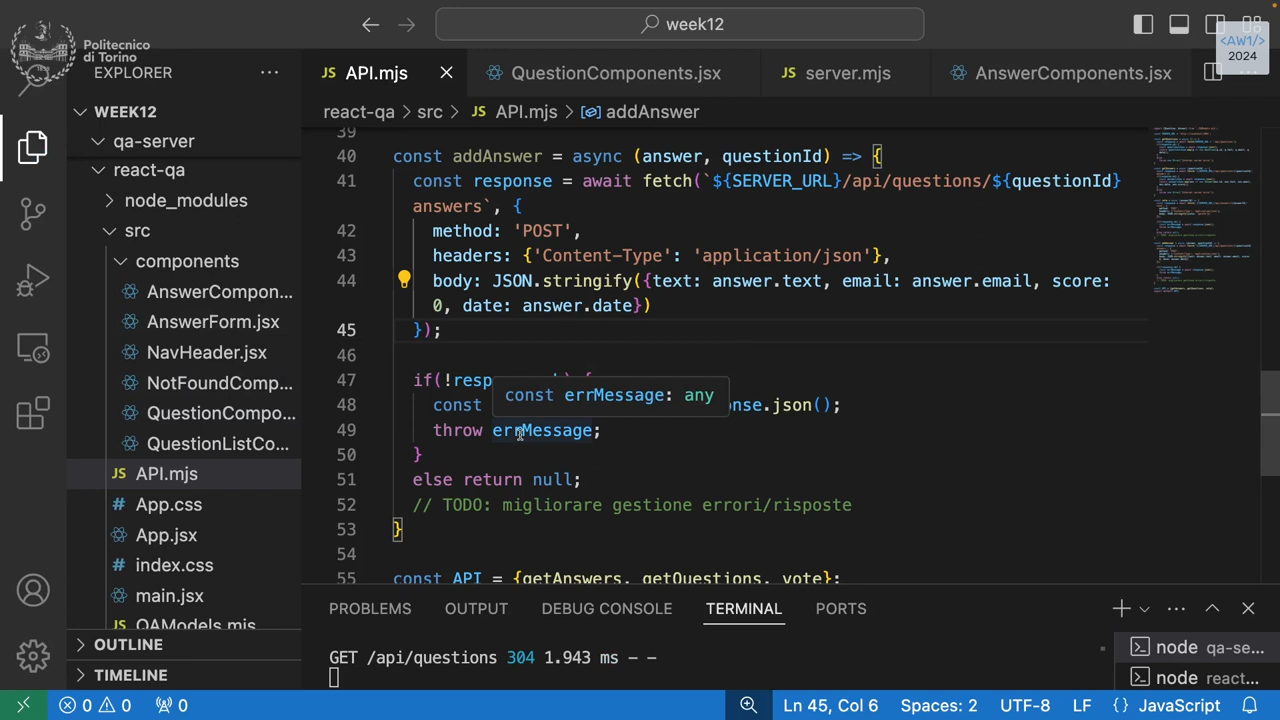 week12
Politecnico
di Torino
<AW1/>
2024
EXPLORER
API.mjs
QuestionComponents.jsx
server.mjs
AnswerComponents.jsx
WEEK12
react-qa > src > API.mjs > addAnswer
qa-server
react-qa
node_modules
src
components
AnswerCompon...
AnswerForm.jsx
NavHeader.jsx
NotFoundComp...
QuestionCompo...
QuestionListCo...
API.mjs
App.css
App.jsx
index.css
main.jsx
QAModels.mjs
OUTLINE
TIMELINE
39
40 const addAnswer = async (answer, questionId) => {
41 const response = await fetch(`${SERVER_URL}/api/questions/${questionId}
answers`, {
42 method: 'POST',
43 headers: {'Content-Type': 'application/json'},
44 body: JSON.stringify({text: answer.text, email: answer.email, score:
0, date: answer.date})
45 });
46
47 if(!resp
const errMessage: any
48 const nse.json();
49 throw errMessage;
50 }
51 else return null;
52 // TODO: migliorare gestione errori/risposte
53 }
54
55 const API = {getAnswers, getQuestions, vote};
PROBLEMS OUTPUT DEBUG CONSOLE TERMINAL PORTS
GET /api/questions 304 1.943 ms - -
node qa-se...
node react...
0 0 0 Ln 45, Col 6 Spaces: 2 UTF-8 LF {} JavaScript